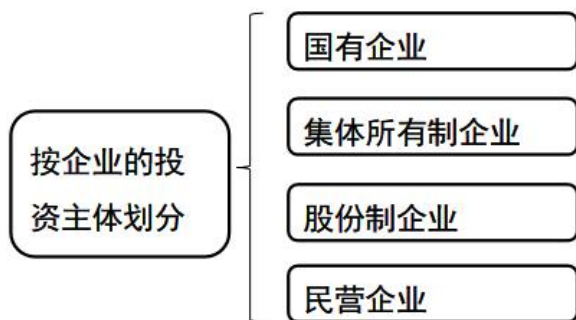 按企业的投
资主体划分
国有企业
集体所有制企业
股份制企业
民营企业